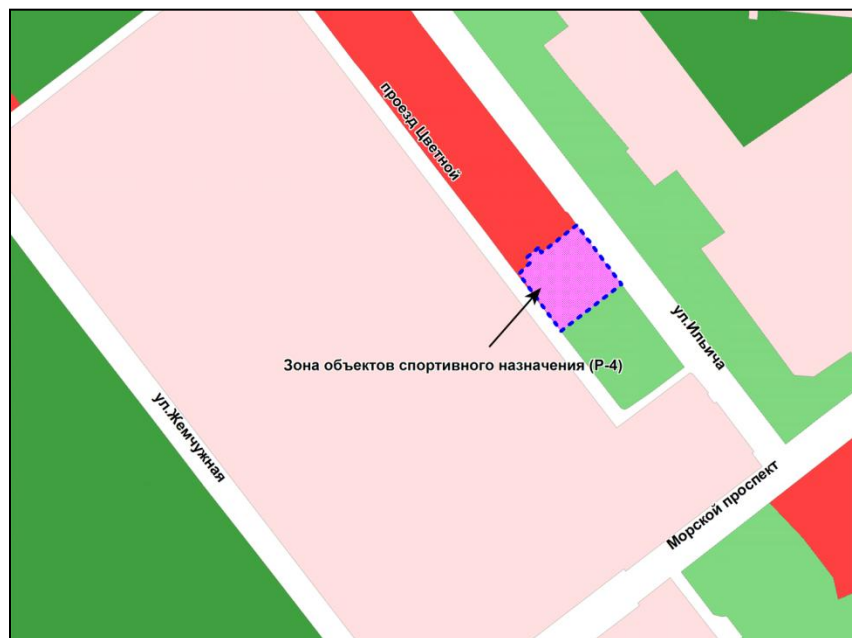 проезд Цветной
ул.Ильича
Зона объектов спортивного назначения (Р-4)
ул.Жемчужная
Морской проспект